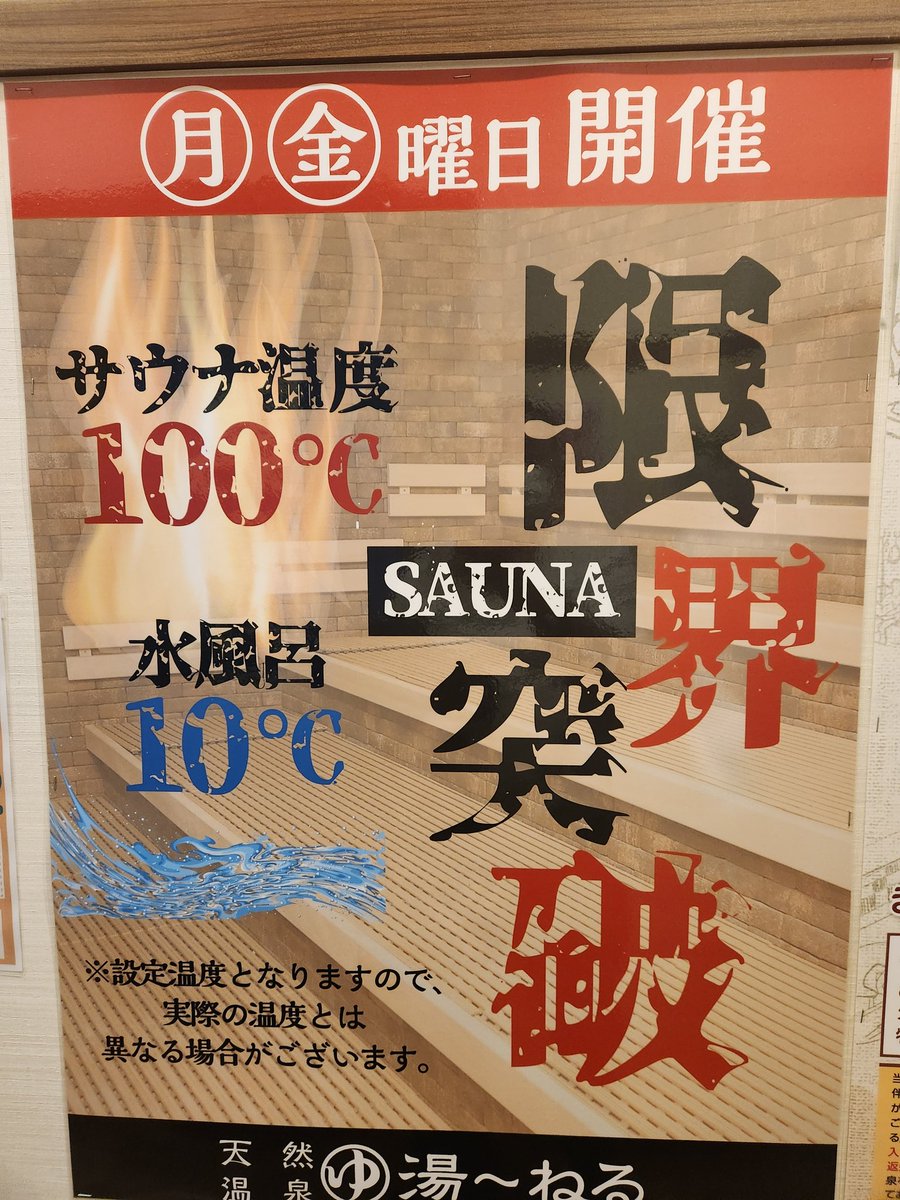 月 金 曜日開催
限界突破
SAUNA
サウナ温度
100℃
水風呂
10℃
※設定温度となりますので、
実際の温度とは
異なる場合がございます。
天然温泉 ゆ 湯~ねる